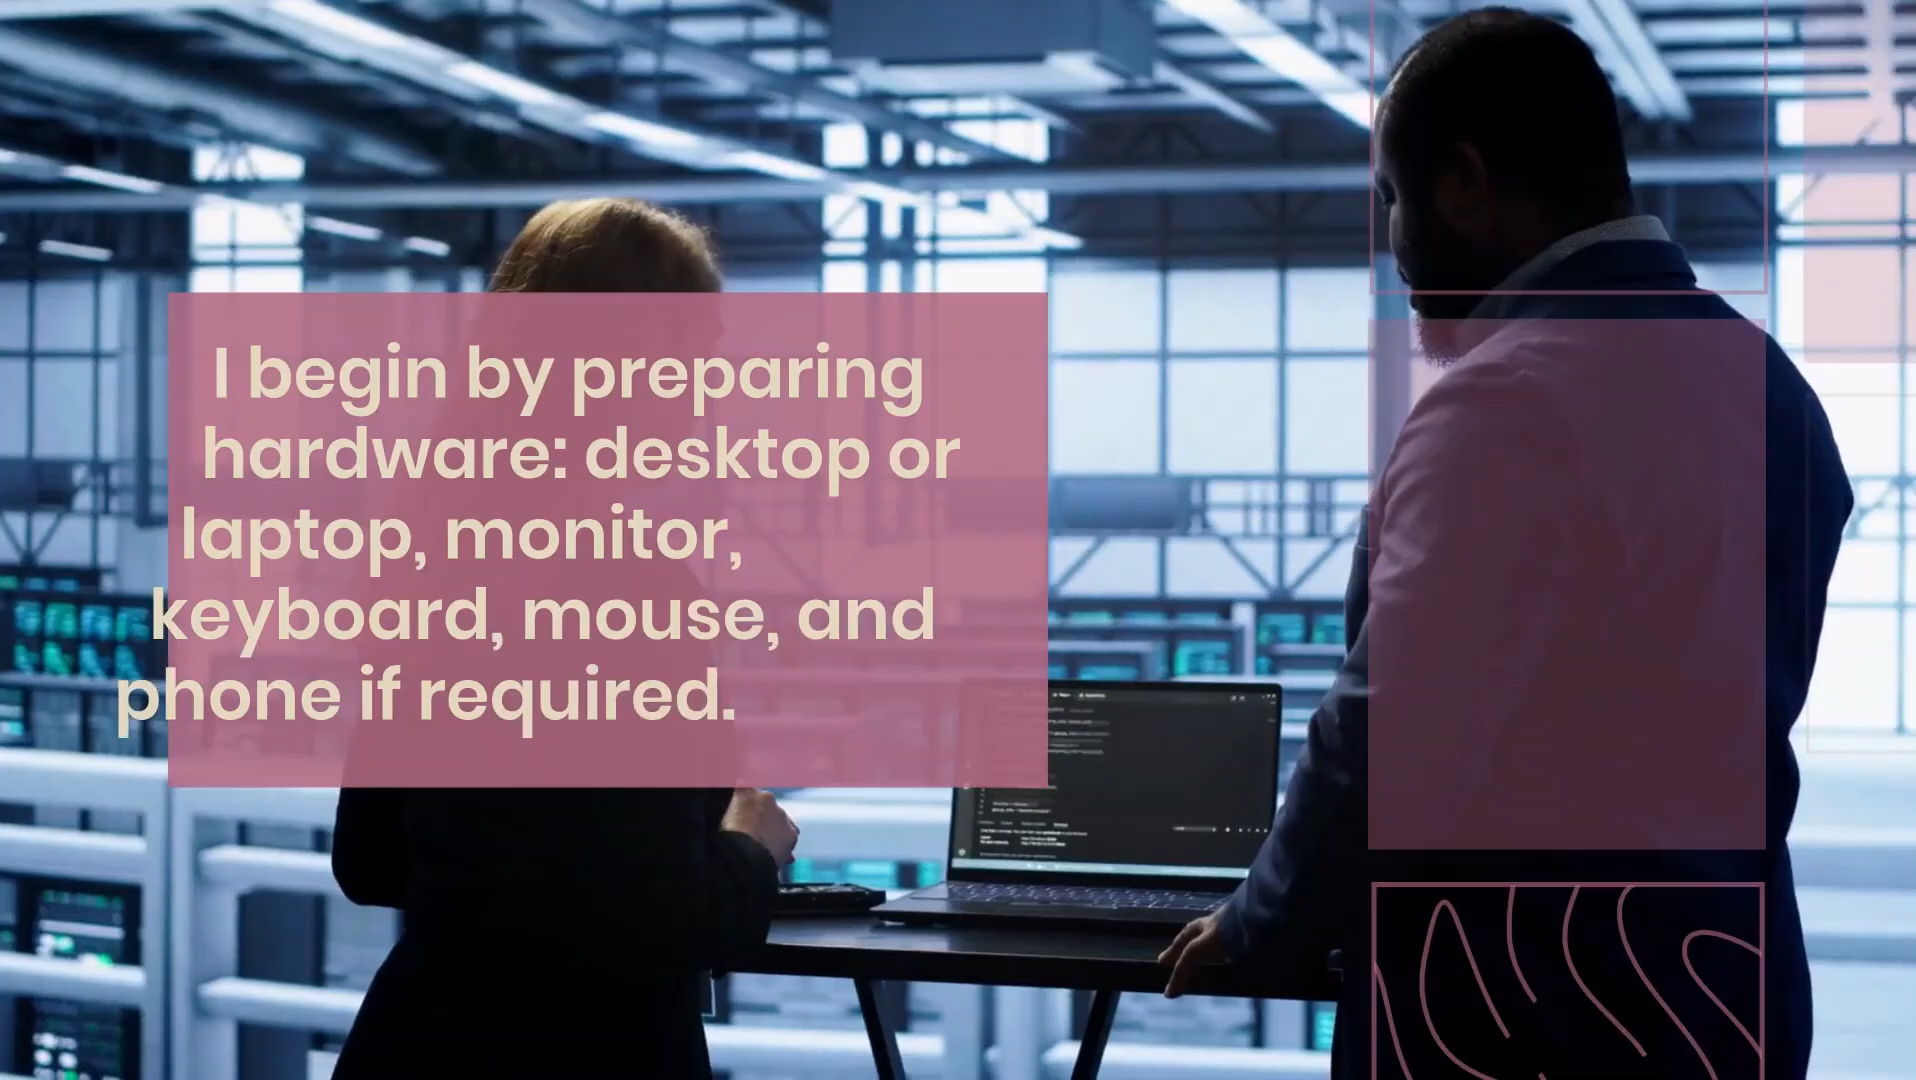 I begin by preparing
hardware: desktop or
laptop, monitor,
keyboard, mouse, and
phone if required.